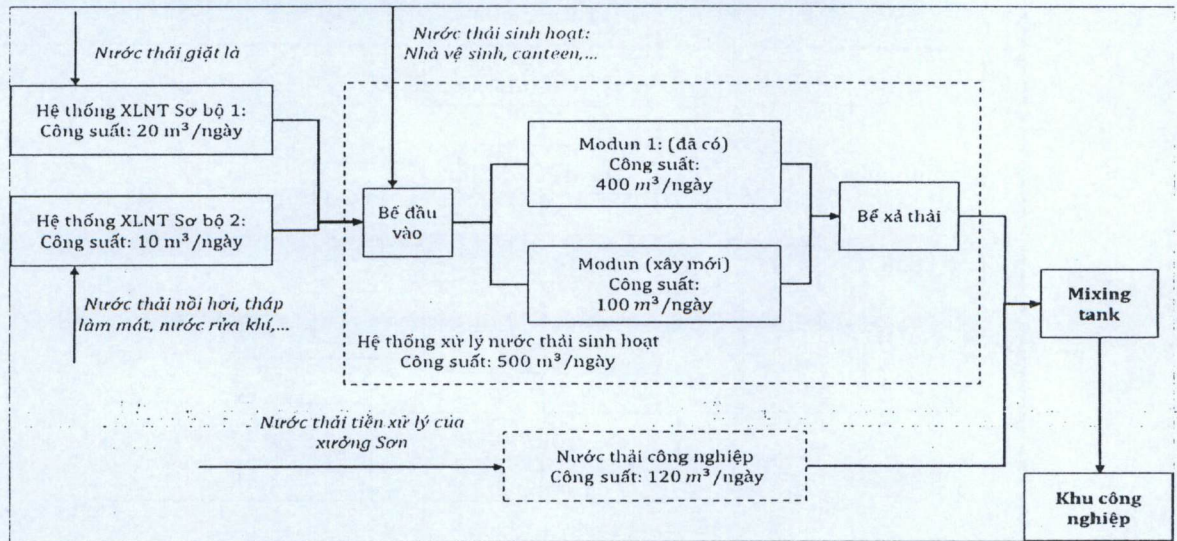 Nước thải giặt là
Nước thải sinh hoạt:
Nhà vệ sinh, canteen,...
Hệ thống XLNT Sơ bộ 1:
Công suất: 20 m³/ngày
Hệ thống XLNT Sơ bộ 2:
Công suất: 10 m³/ngày
Nước thải nồi hơi, tháp
làm mát, nước rửa khí,...
Bể đầu
vào
Modun 1: (đã có)
Công suất:
400 m³/ngày
Modun (xây mới)
Công suất:
100 m³/ngày
Bể xả thải
Hệ thống xử lý nước thải sinh hoạt
Công suất: 500 m³/ngày
Mixing
tank
Nước thải tiền xử lý của
xưởng Sơn
Nước thải công nghiệp
Công suất: 120 m³/ngày
Khu công
nghiệp